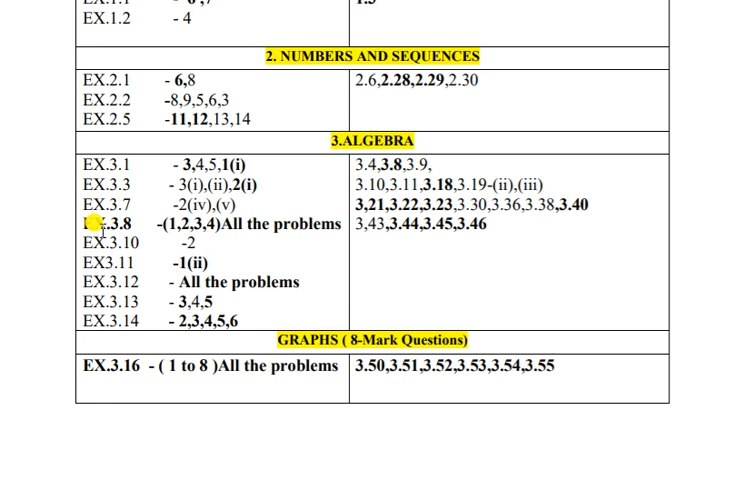 EX.1.2 - 4
2. NUMBERS AND SEQUENCES
EX.2.1 - 6,8 2.6,2.28,2.29,2.30
EX.2.2 -8,9,5,6,3
EX.2.5 -11,12,13,14
3.ALGEBRA
EX.3.1 - 3,4,5,1(i) 3.4,3.8,3.9,
EX.3.3 - 3(i),(ii),2(i) 3.10,3.11,3.18,3.19-(ii),(iii)
EX.3.7 -2(iv),(v) 3,21,3.22,3.23,3.30,3.36,3.38,3.40
.3.8 -(1,2,3,4)All the problems 3,43,3.44,3.45,3.46
EX.3.10 -2
EX3.11 -1(ii)
EX.3.12 - All the problems
EX.3.13 - 3,4,5
EX.3.14 - 2,3,4,5,6
GRAPHS ( 8-Mark Questions)
EX.3.16 - ( 1 to 8 )All the problems 3.50,3.51,3.52,3.53,3.54,3.55